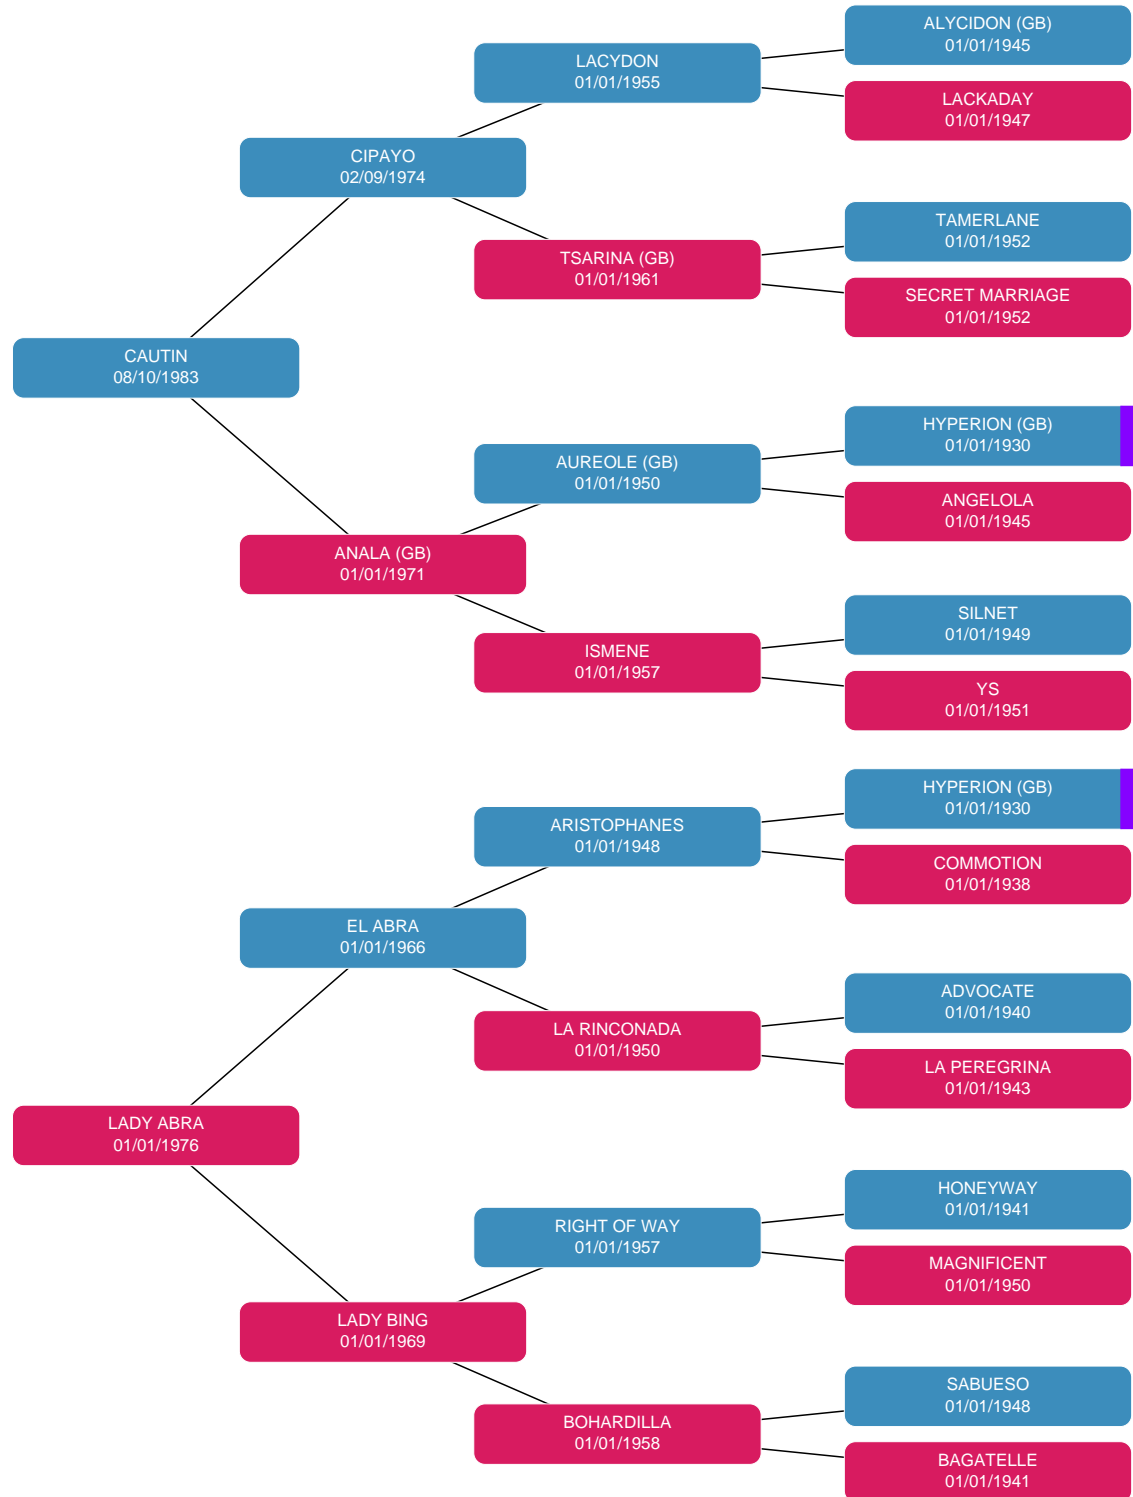 ALYCIDON (GB)
01/01/1945
LACYDON
01/01/1955
LACKADAY
01/01/1947
CIPAYO
02/09/1974
TAMERLANE
01/01/1952
TSARINA (GB)
01/01/1961
SECRET MARRIAGE
01/01/1952
CAUTIN
08/10/1983
HYPERION (GB)
01/01/1930
AUREOLE (GB)
01/01/1950
ANGELOLA
01/01/1945
ANALA (GB)
01/01/1971
SILNET
01/01/1949
ISMENE
01/01/1957
YS
01/01/1951
HYPERION (GB)
01/01/1930
ARISTOPHANES
01/01/1948
COMMOTION
01/01/1938
EL ABRA
01/01/1966
ADVOCATE
01/01/1940
LA RINCONADA
01/01/1950
LA PEREGRINA
01/01/1943
LADY ABRA
01/01/1976
HONEYWAY
01/01/1941
RIGHT OF WAY
01/01/1957
MAGNIFICENT
01/01/1950
LADY BING
01/01/1969
SABUESO
01/01/1948
BOHARDILLA
01/01/1958
BAGATELLE
01/01/1941